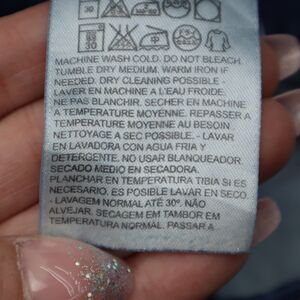 30
30
MACHINE WASH COLD. DO NOT BLEACH.
TUMBLE DRY MEDIUM. WARM IRON IF
NEEDED. DRY CLEANING POSSIBLE.
LAVER EN MACHINE A L'EAU FROIDE.
NE PAS BLANCHIR. SECHER EN MACHINE
A TEMPERATURE MOYENNE. REPASSER A
TEMPERATURE MOYENNE AU BESOIN.
NETTOYAGE A SEC POSSIBLE. - LAVAR
EN LAVADORA CON AGUA FRIA Y
DETERGENTE. NO USAR BLANQUEADOR.
SECADO MEDIO EN SECADORA.
PLANCHAR EN TEMPERATURA TIBIA SI ES
NECESARIO. ES POSIBLE LAVAR EN SECO.
- LAVAGEM NORMAL ATÉ 30º. NÃO
ALVEJAR. SECAGEM EM TAMBOR EM
TEMPERATURA NORMAL. PASSAR A